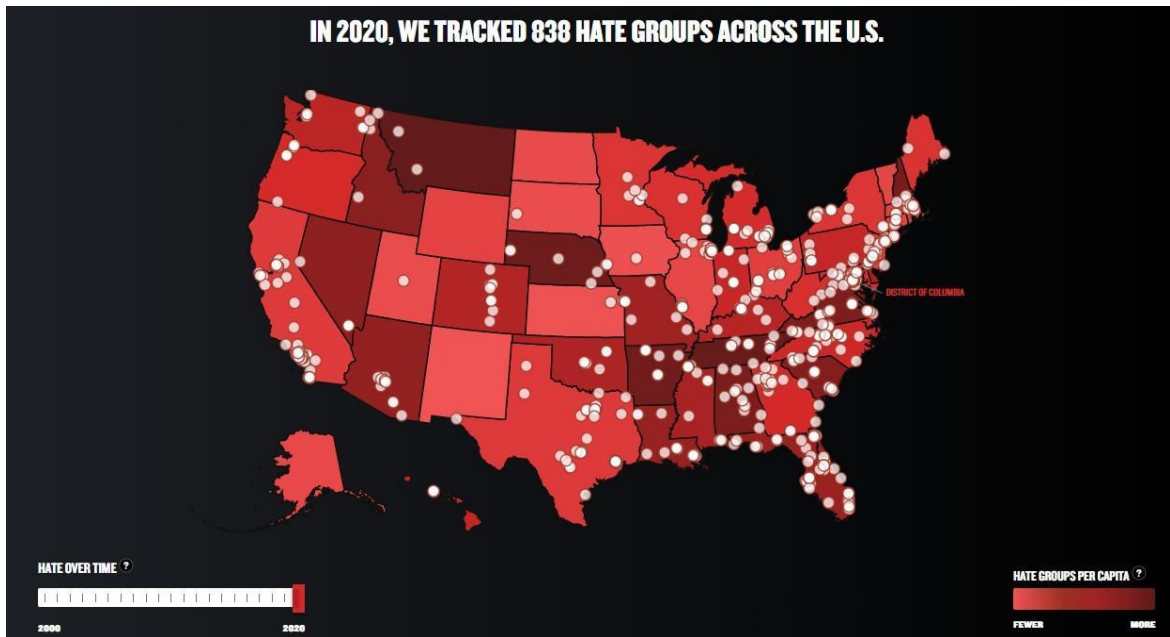 IN 2020, WE TRACKED 838 HATE GROUPS ACROSS THE U.S.
DISTRICT OF COLUMBIA
HATE OVER TIME ?
2000 2020
HATE GROUPS PER CAPITA ?
FEWER MORE